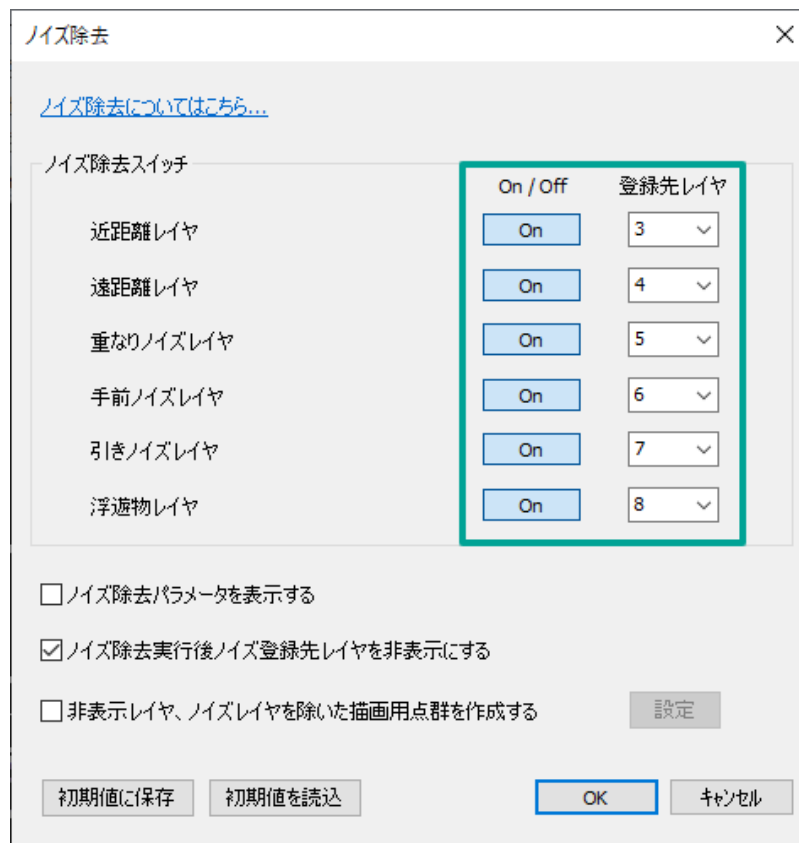 ノイズ除去
ノイズ除去についてはこちら...
ノイズ除去スイッチ
On / Off 登録先レイヤ
近距離レイヤ On 3
遠距離レイヤ On 4
重なりノイズレイヤ On 5
手前ノイズレイヤ On 6
引きノイズレイヤ On 7
浮遊物レイヤ On 8
ノイズ除去パラメータを表示する
ノイズ除去実行後ノイズ登録先レイヤを非表示にする
非表示レイヤ、ノイズレイヤを除いた描画用点群を作成する 設定
初期値に保存 初期値を読込 OK キャンセル